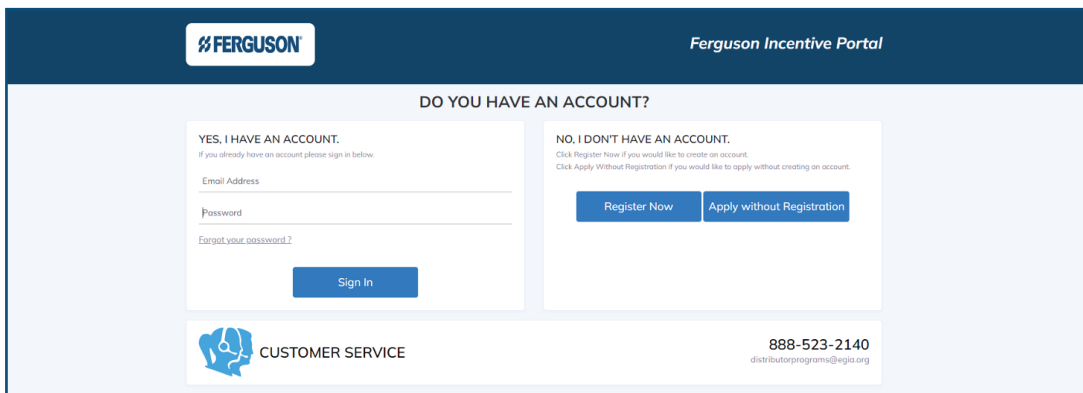 FERGUSON®
Ferguson Incentive Portal
DO YOU HAVE AN ACCOUNT?
YES, I HAVE AN ACCOUNT.
If you already have an account please sign in below.
Email Address
Password
Forgot your password ?
Sign In
NO, I DON'T HAVE AN ACCOUNT.
Click Register Now if you would like to create an account.
Click Apply Without Registration if you would like to apply without creating an account.
Register Now
Apply without Registration
CUSTOMER SERVICE
888-523-2140
distributorprograms@egia.org